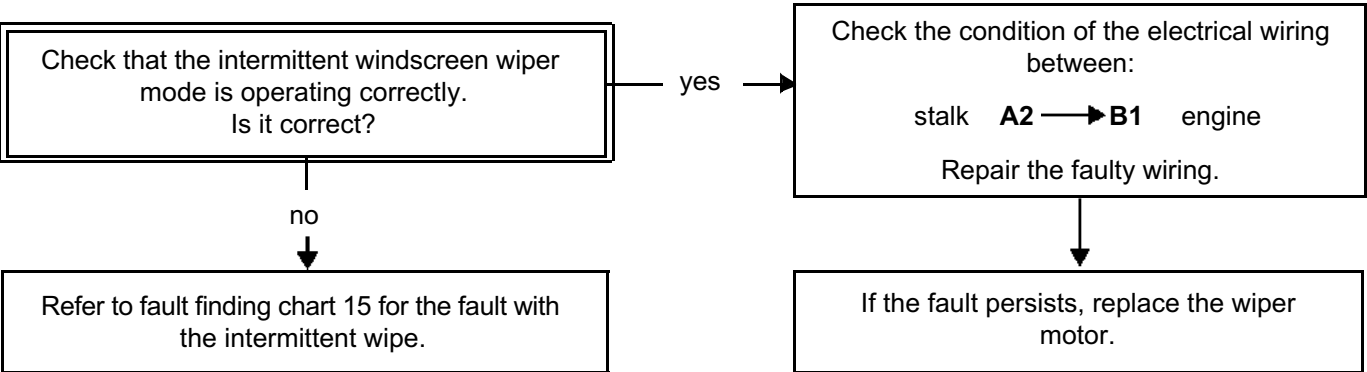 Check that the intermittent windscreen wiper
mode is operating correctly.
Is it correct?
yes
Check the condition of the electrical wiring
between:
stalk A2 B1 engine
Repair the faulty wiring.
no
Refer to fault finding chart 15 for the fault with
the intermittent wipe.
If the fault persists, replace the wiper
motor.